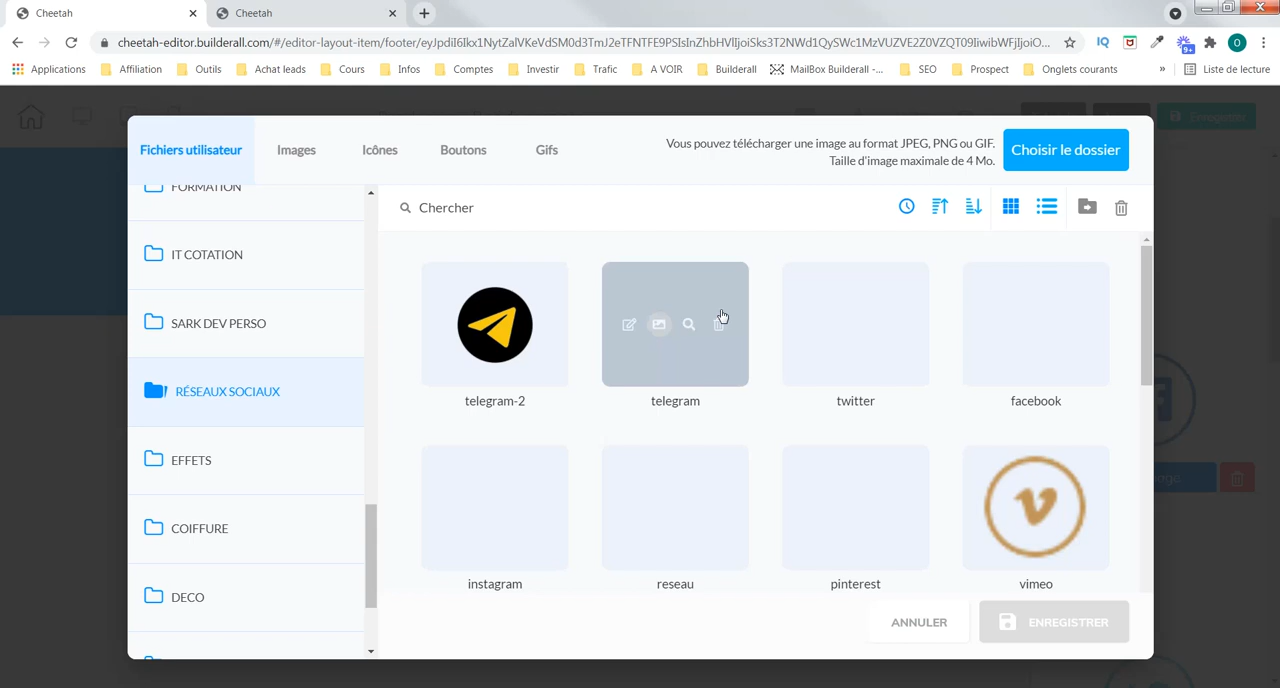 Cheetah
Cheetah
cheetah-editor.builderall.com/#/editor-layout-item/footer/eyJpdiI6Ikx1NytZalVKeVdSM0d3TmJ2eTFNTFE9PSIsInZhbHVlIjoiSks3T2NWd1QySWc1MzVUZVE2Z0VZQT09IiwibWFjIjoiO...
IQ
9+
O
Applications
Affiliation
Outils
Achat leads
Cours
Infos
Comptes
Investir
Trafic
A VOIR
Builderall
MailBox Builderall -...
SEO
Prospect
Onglets courants
»
Liste de lecture
Enregistrer
Fichiers utilisateur
Images
Icônes
Boutons
Gifs
Vous pouvez télécharger une image au format JPEG, PNG ou GIF.
Taille d'image maximale de 4 Mo.
Choisir le dossier
Chercher
FORMATION
IT COTATION
SARK DEV PERSO
RÉSEAUX SOCIAUX
EFFETS
COIFFURE
DECO
telegram-2
telegram
twitter
facebook
instagram
reseau
pinterest
vimeo
ANNULER
ENREGISTRER